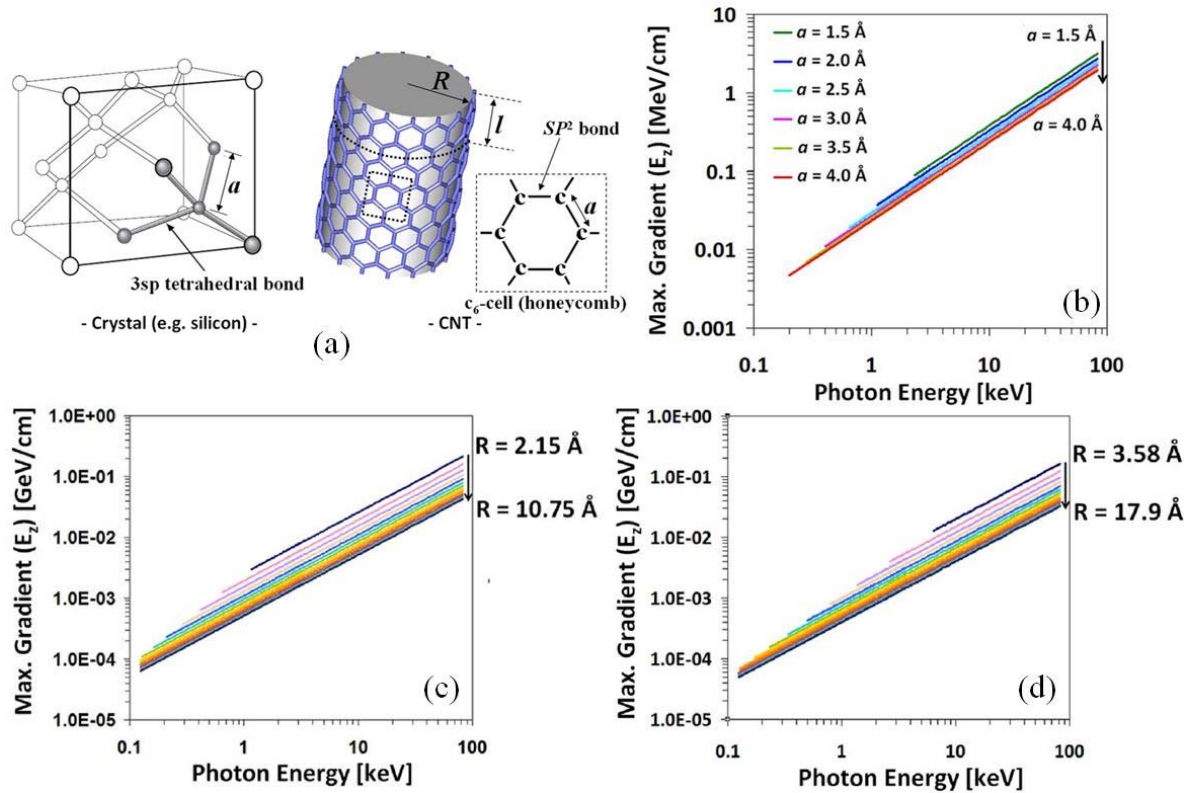 a
3sp tetrahedral bond
- Crystal (e.g. silicon) -
R
l
SP² bond
a
c
c c
c c
c
c₆-cell (honeycomb)
- CNT -
(a)
Max. Gradient (E_z) [MeV/cm]
10
1
0.1
0.01
0.001
a = 1.5 Å
a = 2.0 Å
a = 2.5 Å
a = 3.0 Å
a = 3.5 Å
a = 4.0 Å
a = 1.5 Å
a = 4.0 Å
(b)
0.1 1 10 100
Photon Energy [keV]
Max. Gradient (E_z) [GeV/cm]
1.0E+00
1.0E-01
1.0E-02
1.0E-03
1.0E-04
1.0E-05
R = 2.15 Å
R = 10.75 Å
(c)
0.1 1 10 100
Photon Energy [keV]
Max. Gradient (E_z) [GeV/cm]
1.0E+00
1.0E-01
1.0E-02
1.0E-03
1.0E-04
1.0E-05
R = 3.58 Å
R = 17.9 Å
(d)
0.1 1 10 100
Photon Energy [keV]